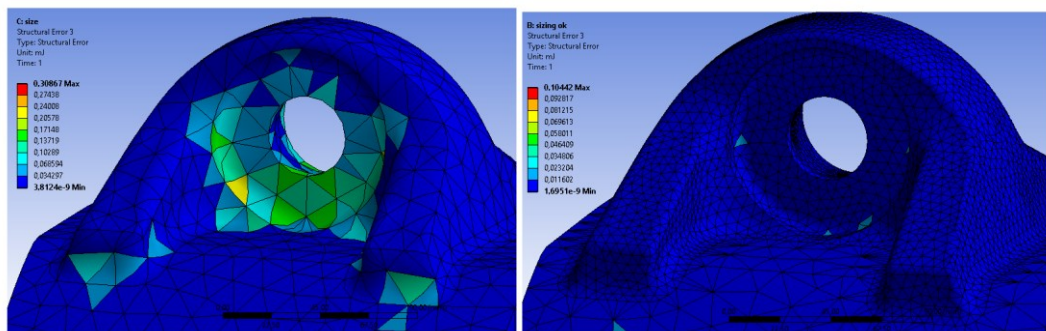 C: size
Structural Error 3
Type: Structural Error
Unit: mJ
Time: 1
0,30867 Max
0,27438
0,24008
0,20578
0,17148
0,13719
0,10289
0,068594
0,034297
3,8124e-9 Min
B: sizing ok
Structural Error 3
Type: Structural Error
Unit: mJ
Time: 1
0,10442 Max
0,092817
0,081215
0,069613
0,058011
0,046409
0,034806
0,023204
0,011602
1,6951e-9 Min